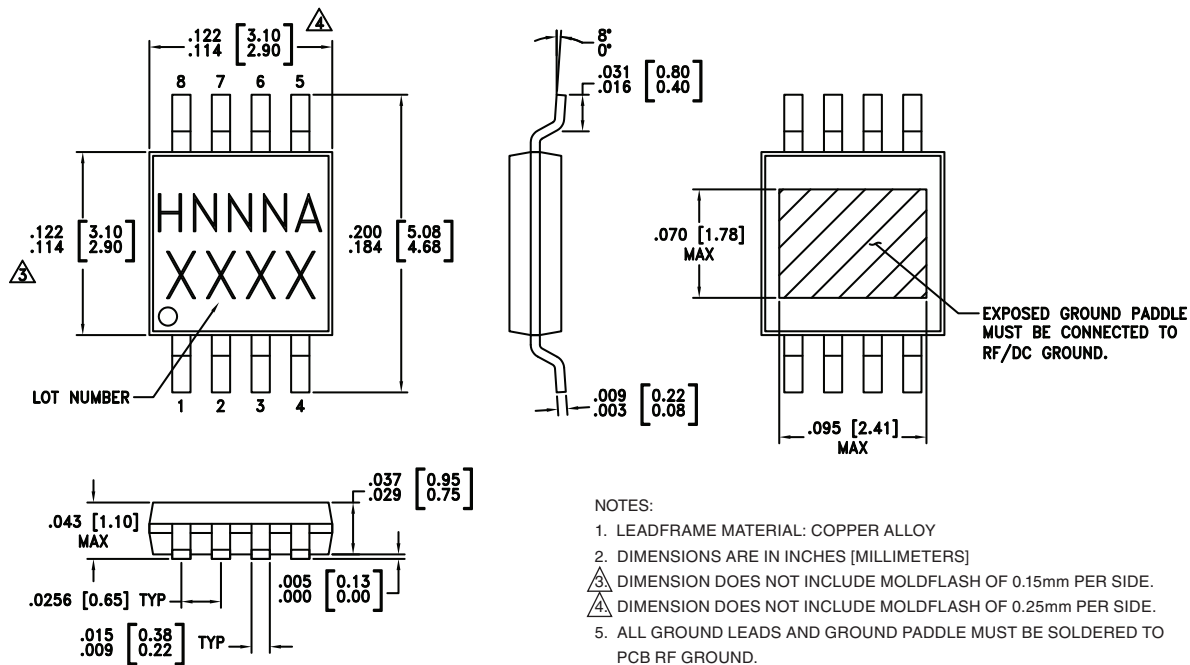 .122 [3.10]
.114 [2.90]
4
8 7 6 5
HNNNA
XXXX
.122 [3.10]
.114 [2.90]
3
.200 [5.08]
.184 [4.68]
LOT NUMBER
1 2 3 4
8°
0°
.031 [0.80]
.016 [0.40]
.009 [0.22]
.003 [0.08]
.070 [1.78]
MAX
EXPOSED GROUND PADDLE
MUST BE CONNECTED TO
RF/DC GROUND.
.095 [2.41]
MAX
.037 [0.95]
.029 [0.75]
.043 [1.10]
MAX
.005 [0.13]
.000 [0.00]
.0256 [0.65] TYP
.015 [0.38] TYP
.009 [0.22]
NOTES:
1. LEADFRAME MATERIAL: COPPER ALLOY
2. DIMENSIONS ARE IN INCHES [MILLIMETERS]
3. DIMENSION DOES NOT INCLUDE MOLDFLASH OF 0.15mm PER SIDE.
4. DIMENSION DOES NOT INCLUDE MOLDFLASH OF 0.25mm PER SIDE.
5. ALL GROUND LEADS AND GROUND PADDLE MUST BE SOLDERED TO
PCB RF GROUND.